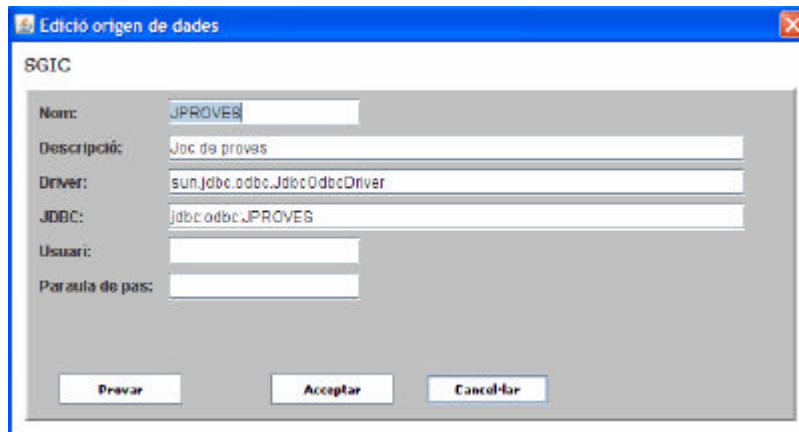 Edició origen de dades
SGIC
Nom: JPROVES
Descripció: Joc de proves
Driver: sun.jdbc.odbc.JdbcOdbcDriver
JDBC: jdbc:odbc:JPROVES
Usuari:
Paraula de pas:
Provar Acceptar Cancel·lar